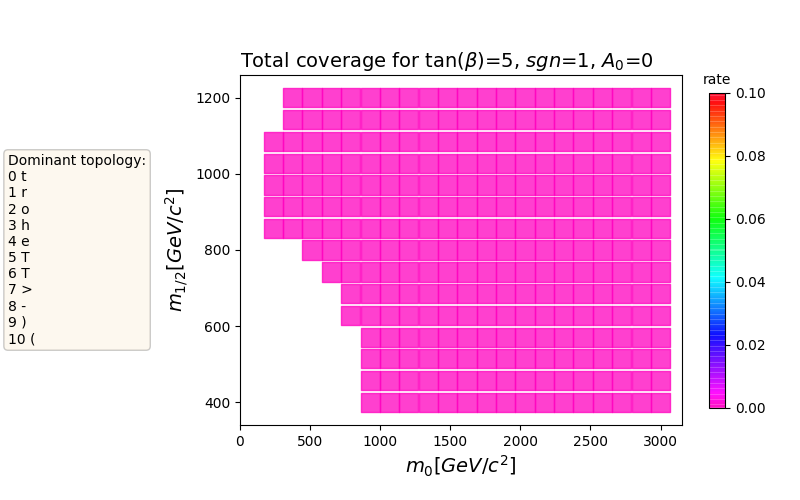 Total coverage for tan(β)=5, sgn=1, A₀=0
rate
Dominant topology:
0 t
1 r
2 o
3 h
4 e
5 T
6 T
7 >
8 -
9 )
10 (
m₁/₂[GeV/c²]
1200
1000
800
600
400
0 500 1000 1500 2000 2500 3000
m₀[GeV/c²]
0.10
0.08
0.06
0.04
0.02
0.00